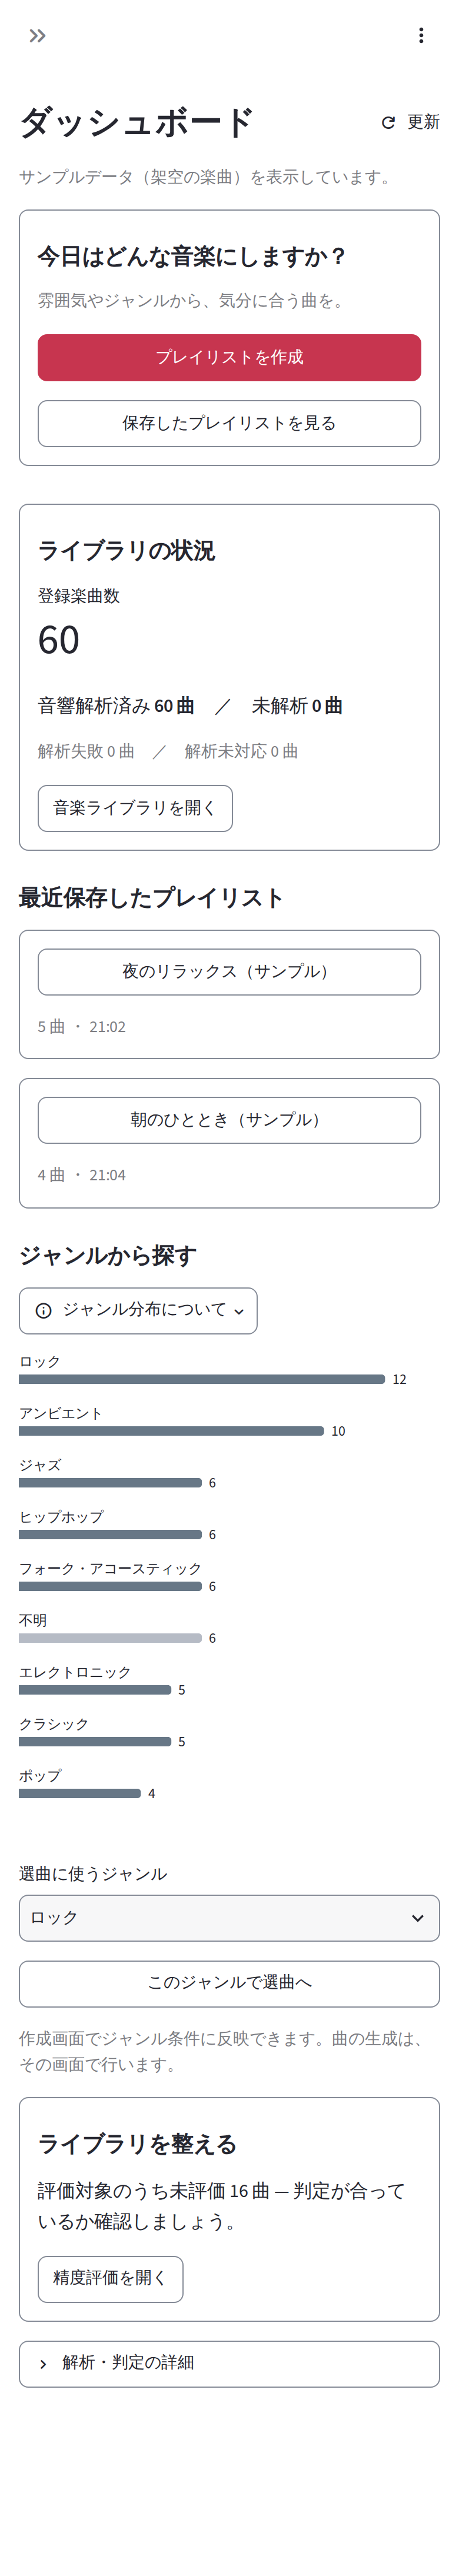 ダッシュボード
更新
サンプルデータ（架空の楽曲）を表示しています。
今日はどんな音楽にしますか？
雰囲気やジャンルから、気分に合う曲を。
プレイリストを作成
保存したプレイリストを見る
ライブラリの状況
登録楽曲数
60
音響解析済み 60 曲　／　未解析 0 曲
解析失敗 0 曲　／　解析未対応 0 曲
音楽ライブラリを開く
最近保存したプレイリスト
夜のリラックス（サンプル）
5 曲 ・ 21:02
朝のひととき（サンプル）
4 曲 ・ 21:04
ジャンルから探す
ジャンル分布について
ロック
12
アンビエント
10
ジャズ
6
ヒップホップ
6
フォーク・アコースティック
6
不明
6
エレクトロニック
5
クラシック
5
ポップ
4
選曲に使うジャンル
ロック
このジャンルで選曲へ
作成画面でジャンル条件に反映できます。曲の生成は、
その画面で行います。
ライブラリを整える
評価対象のうち未評価 16 曲 — 判定が合って
いるか確認しましょう。
精度評価を開く
解析・判定の詳細